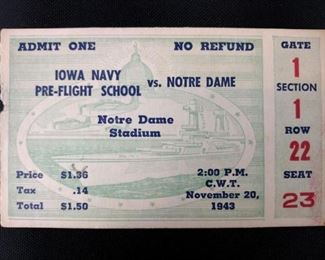 ADMIT ONE NO REFUND
IOWA NAVY
PRE-FLIGHT SCHOOL vs. NOTRE DAME
Notre Dame
Stadium
Price $1.36
Tax .14
Total $1.50
2:00 P.M.
C.W.T.
November 20,
1943
GATE
1
SECTION
1
ROW
22
SEAT
23